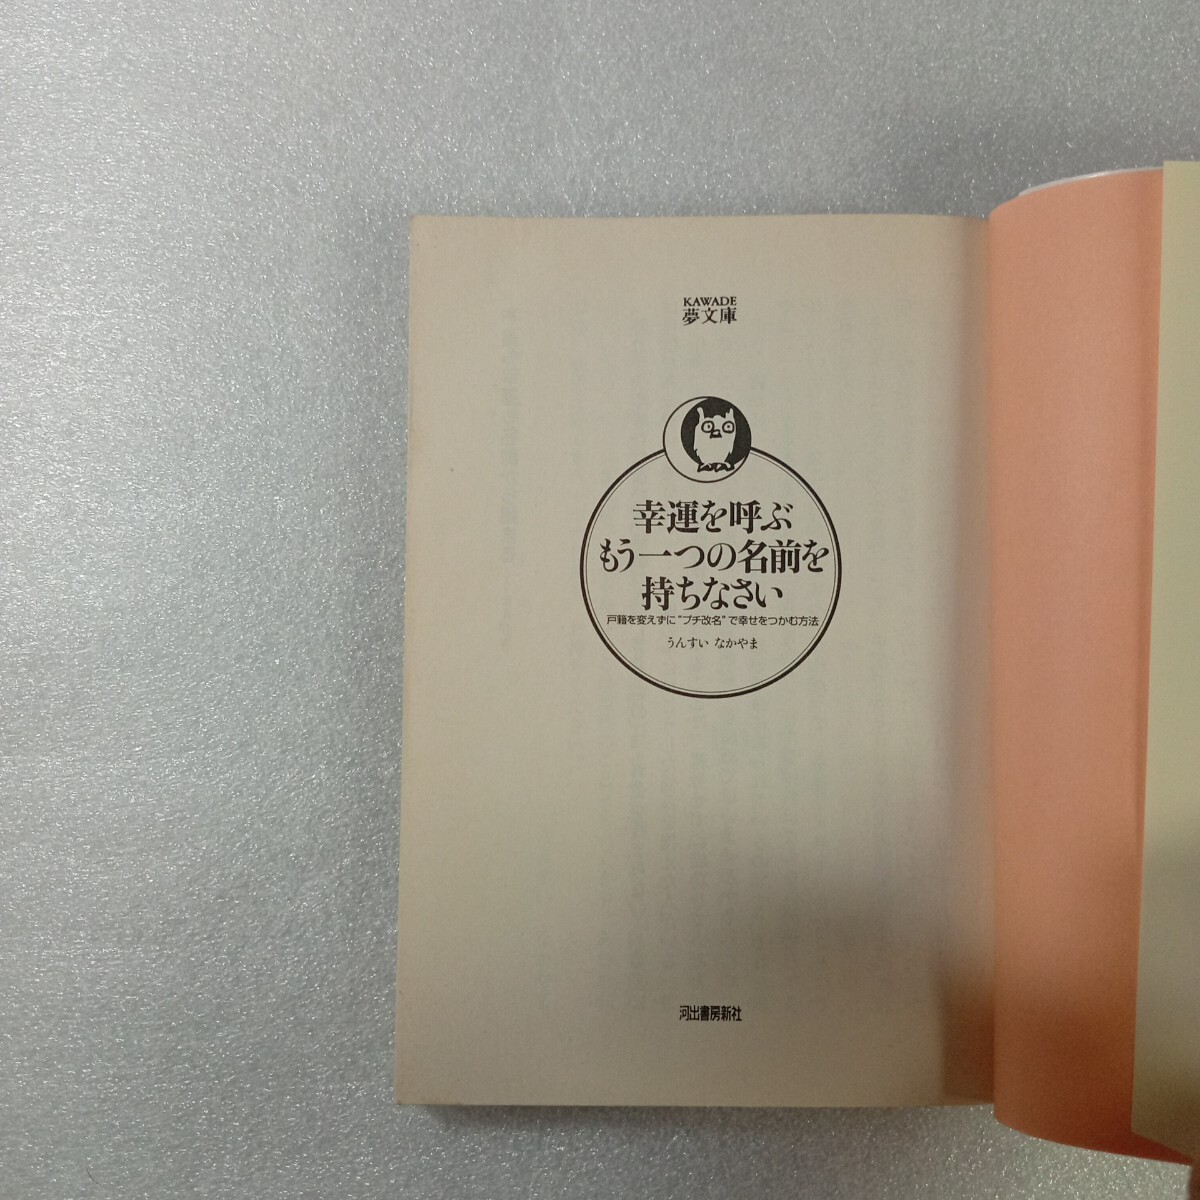 KAWADE
夢文庫
幸運を呼ぶ
もう一つの名前を
持ちなさい
戸籍を変えずに“プチ改名”で幸せをつかむ方法
うんすい なかやま
河出書房新社